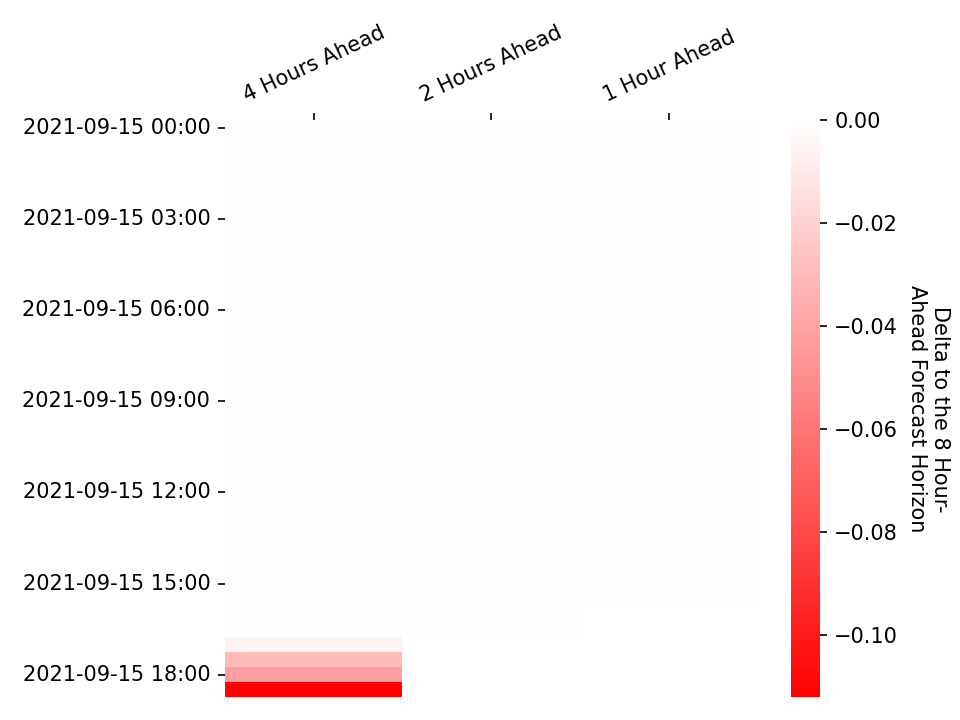 4 Hours Ahead
2 Hours Ahead
1 Hour Ahead
2021-09-15 00:00
2021-09-15 03:00
2021-09-15 06:00
2021-09-15 09:00
2021-09-15 12:00
2021-09-15 15:00
2021-09-15 18:00
0.00
−0.02
−0.04
−0.06
−0.08
−0.10
Delta to the 8 Hour-
Ahead Forecast Horizon